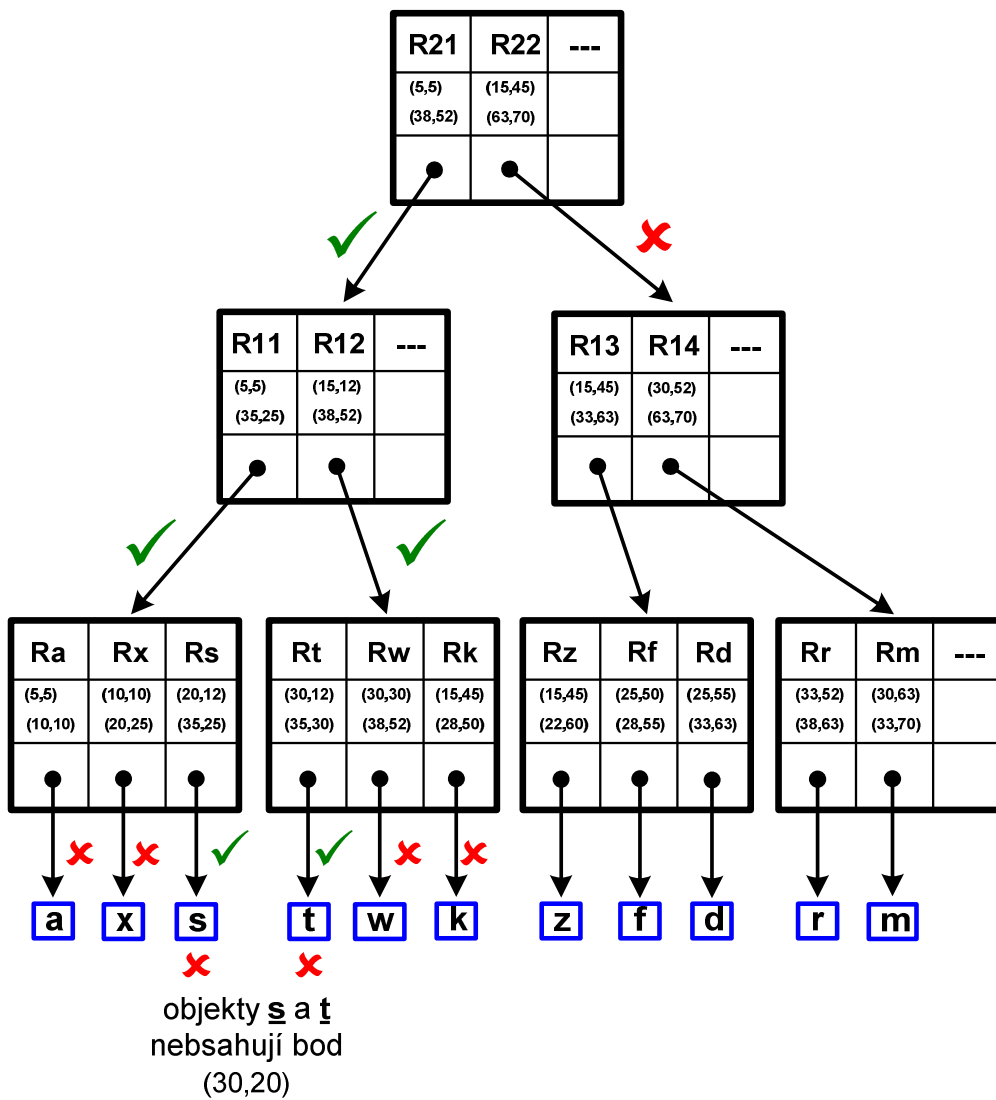 R21 R22 ---
(5,5) (15,45)
(38,52) (63,70)
R11 R12 ---
(5,5) (15,12)
(35,25) (38,52)
R13 R14 ---
(15,45) (30,52)
(33,63) (63,70)
Ra Rx Rs
(5,5) (10,10) (20,12)
(10,10) (20,25) (35,25)
Rt Rw Rk
(30,12) (30,30) (15,45)
(35,30) (38,52) (28,50)
Rz Rf Rd
(15,45) (25,50) (25,55)
(22,60) (28,55) (33,63)
Rr Rm ---
(33,52) (30,63)
(38,63) (33,70)
a x s t w k z f d r m
objekty s a t
nebsahují bod
(30,20)